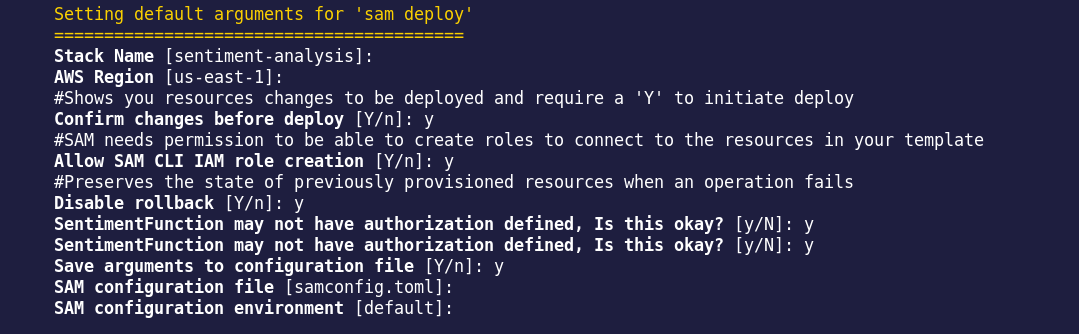 Setting default arguments for 'sam deploy'
=========================================
Stack Name [sentiment-analysis]:
AWS Region [us-east-1]:
#Shows you resources changes to be deployed and require a 'Y' to initiate deploy
Confirm changes before deploy [Y/n]: y
#SAM needs permission to be able to create roles to connect to the resources in your template
Allow SAM CLI IAM role creation [Y/n]: y
#Preserves the state of previously provisioned resources when an operation fails
Disable rollback [Y/n]: y
SentimentFunction may not have authorization defined, Is this okay? [y/N]: y
SentimentFunction may not have authorization defined, Is this okay? [y/N]: y
Save arguments to configuration file [Y/n]: y
SAM configuration file [samconfig.toml]:
SAM configuration environment [default]: